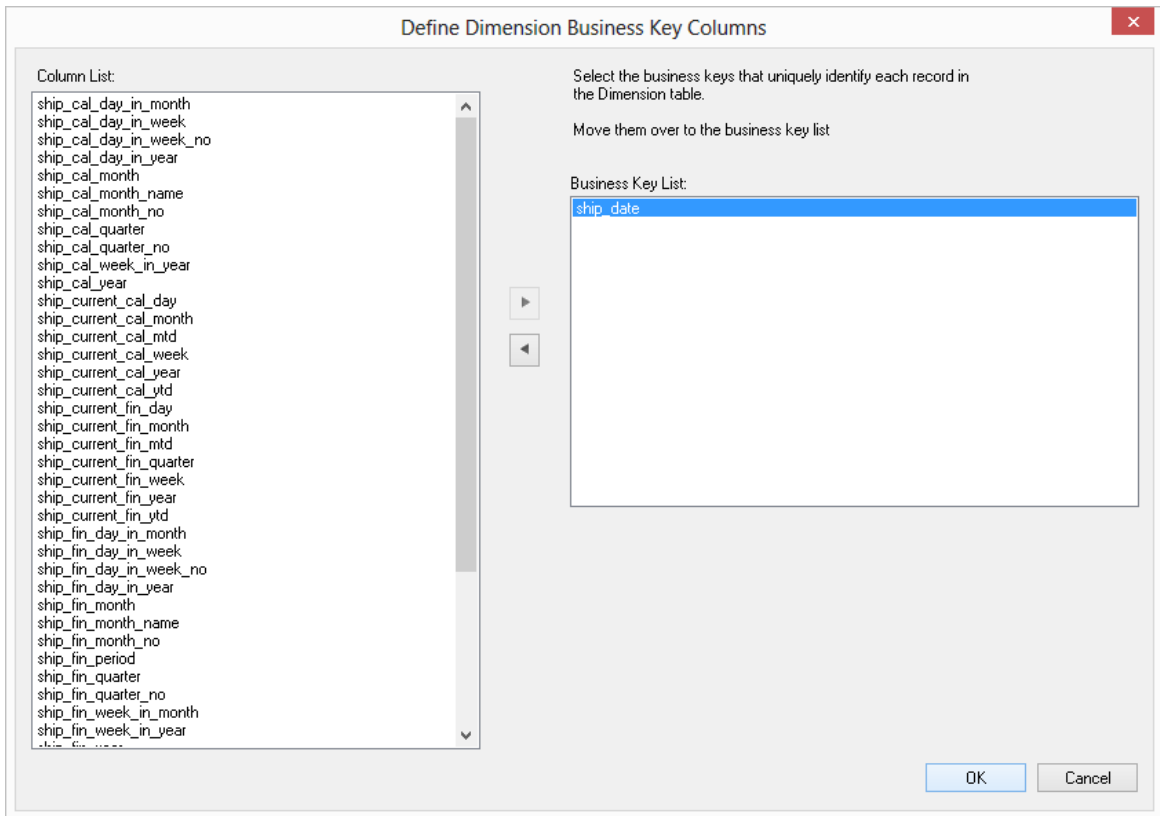 Define Dimension Business Key Columns
Column List:
ship_cal_day_in_month
ship_cal_day_in_week
ship_cal_day_in_week_no
ship_cal_day_in_year
ship_cal_month
ship_cal_month_name
ship_cal_month_no
ship_cal_quarter
ship_cal_quarter_no
ship_cal_week_in_year
ship_cal_year
ship_current_cal_day
ship_current_cal_month
ship_current_cal_mtd
ship_current_cal_week
ship_current_cal_year
ship_current_cal_ytd
ship_current_fin_day
ship_current_fin_month
ship_current_fin_mtd
ship_current_fin_quarter
ship_current_fin_week
ship_current_fin_year
ship_current_fin_ytd
ship_fin_day_in_month
ship_fin_day_in_week
ship_fin_day_in_week_no
ship_fin_day_in_year
ship_fin_month
ship_fin_month_name
ship_fin_month_no
ship_fin_period
ship_fin_quarter
ship_fin_quarter_no
ship_fin_week_in_month
ship_fin_week_in_year
Select the business keys that uniquely identify each record in
the Dimension table.
Move them over to the business key list
Business Key List:
ship_date
OK
Cancel